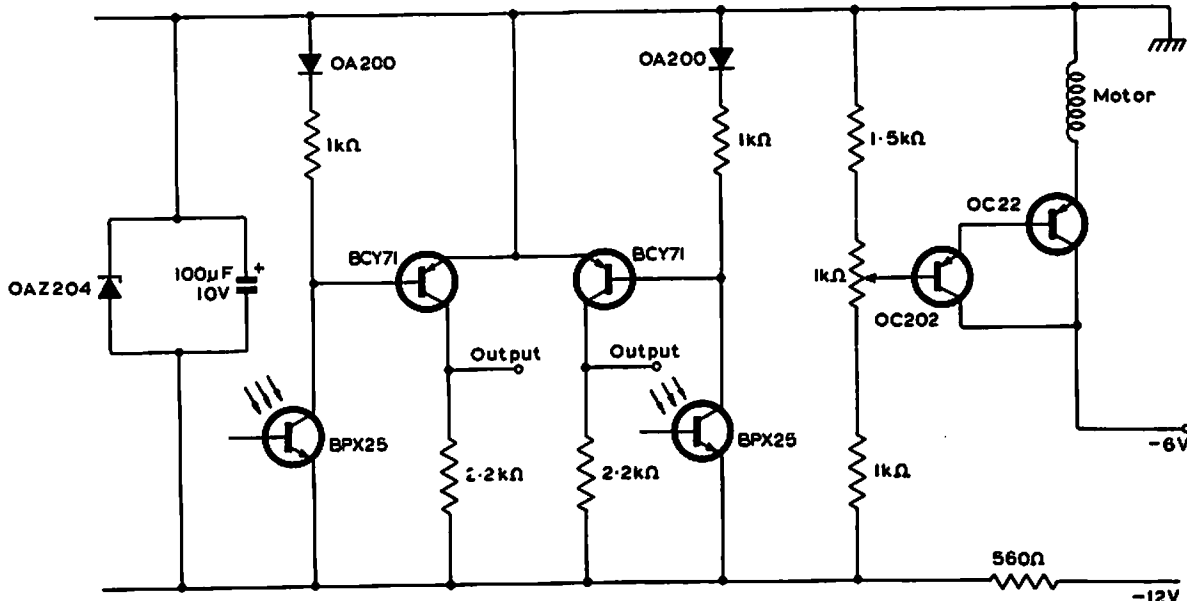 OA200
OA200
Motor
1kΩ
1kΩ
1·5kΩ
OC22
BCY71
BCY71
OAZ204
100µF +
10V
1kΩ
OC202
Output
Output
BPX25
BPX25
-6V
2·2kΩ
2·2kΩ
1kΩ
560Ω
-12V